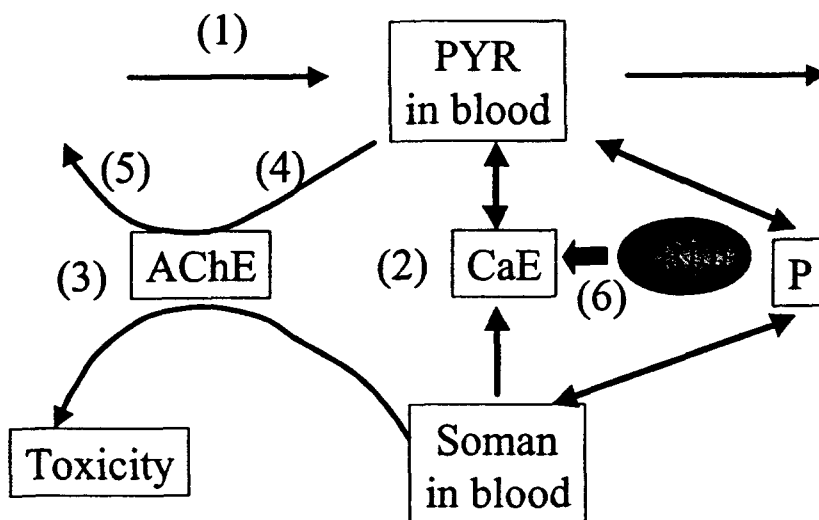 (1)
PYR
in blood
(5)
(4)
(3)
AChE
(2)
CaE
(6)
P
Toxicity
Soman
in blood